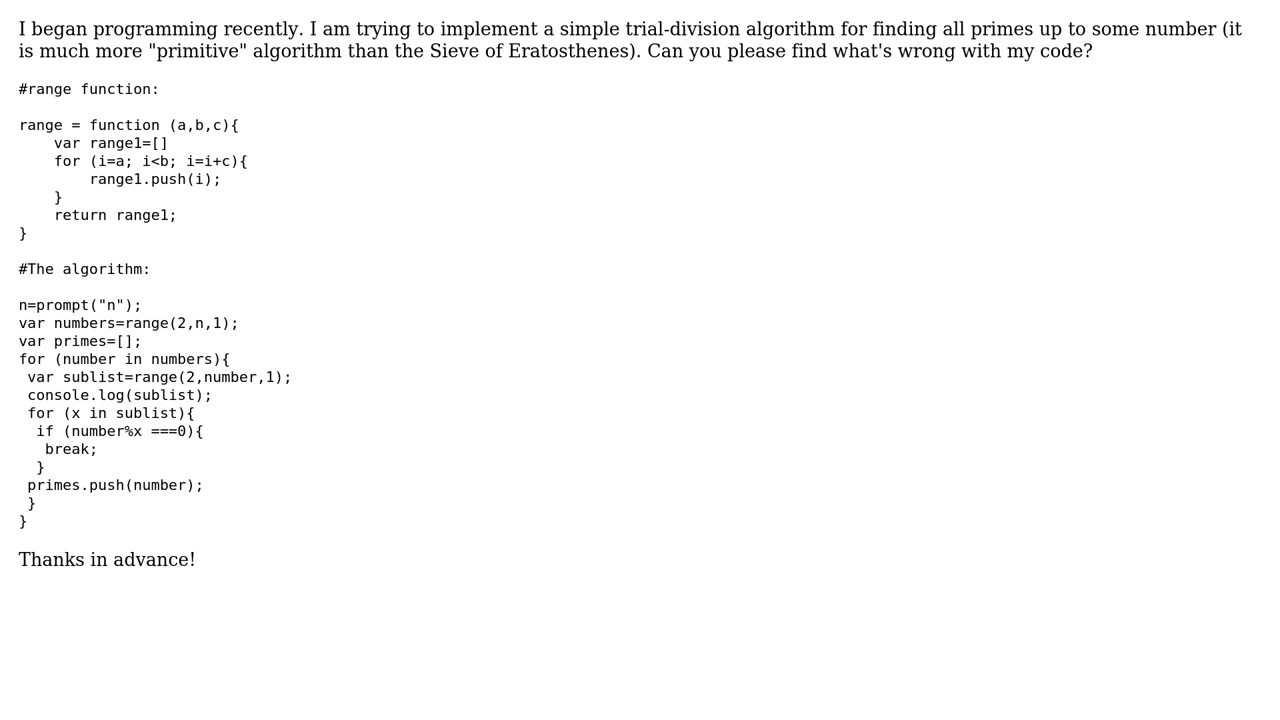 I began programming recently. I am trying to implement a simple trial-division algorithm for finding all primes up to some number (it
is much more "primitive" algorithm than the Sieve of Eratosthenes). Can you please find what's wrong with my code?
#range function:
range = function (a,b,c){
    var range1=[]
    for (i=a; i<b; i=i+c){
        range1.push(i);
    }
    return range1;
}
#The algorithm:
n=prompt("n");
var numbers=range(2,n,1);
var primes=[];
for (number in numbers){
 var sublist=range(2,number,1);
 console.log(sublist);
 for (x in sublist){
  if (number%x ===0){
   break;
  }
 primes.push(number);
 }
}
Thanks in advance!